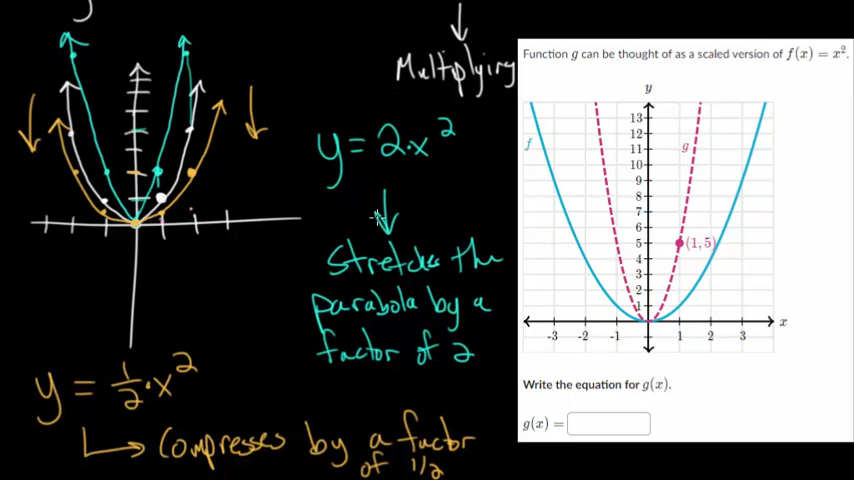 Multiplying
y = 2·x²
Stretches the
parabola by a
factor of 2
y = 1/2·x²
Compresses by a factor
of 1/2
Function g can be thought of as a scaled version of f(x) = x².
y
13
12
11
10
9
8
7
6
5
4
3
2
1
f
g
(1, 5)
-3 -2 -1 1 2 3 x
Write the equation for g(x).
g(x) =